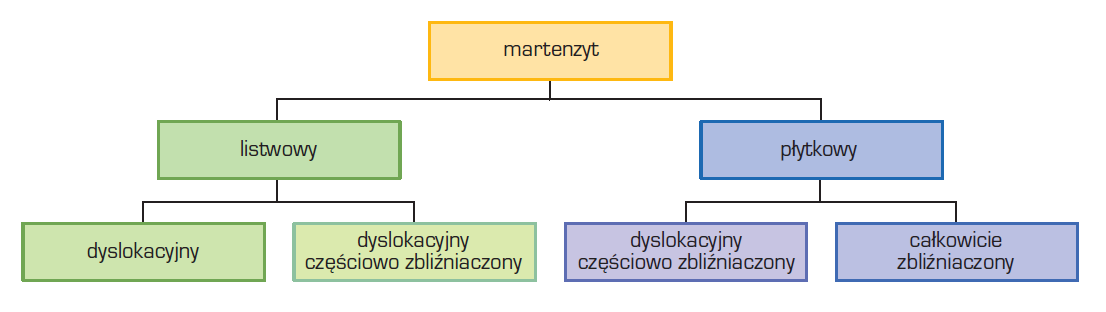 martenzyt
listwowy
płytkowy
dyslokacyjny
dyslokacyjny
częściowo zbliźniaczony
dyslokacyjny
częściowo zbliźniaczony
całkowicie
zbliźniaczony